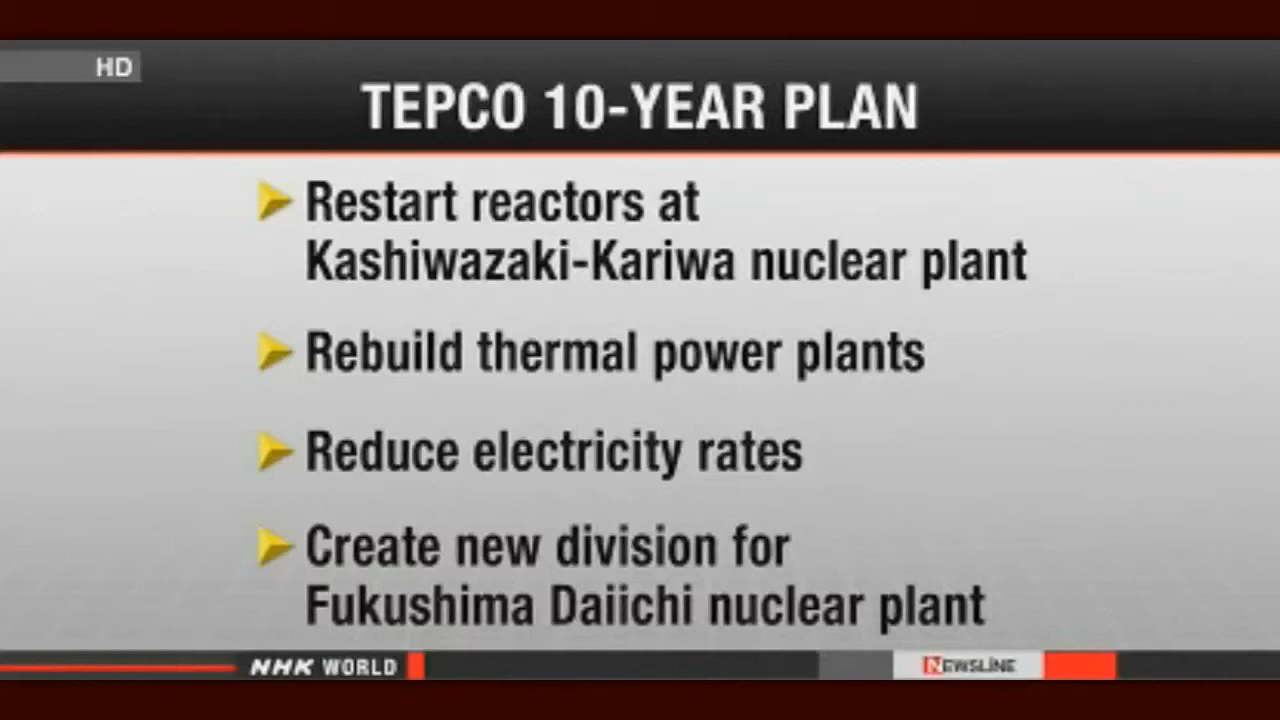 HD
TEPCO 10-YEAR PLAN
Restart reactors at
Kashiwazaki-Kariwa nuclear plant
Rebuild thermal power plants
Reduce electricity rates
Create new division for
Fukushima Daiichi nuclear plant
NHK WORLD
NEWSLINE